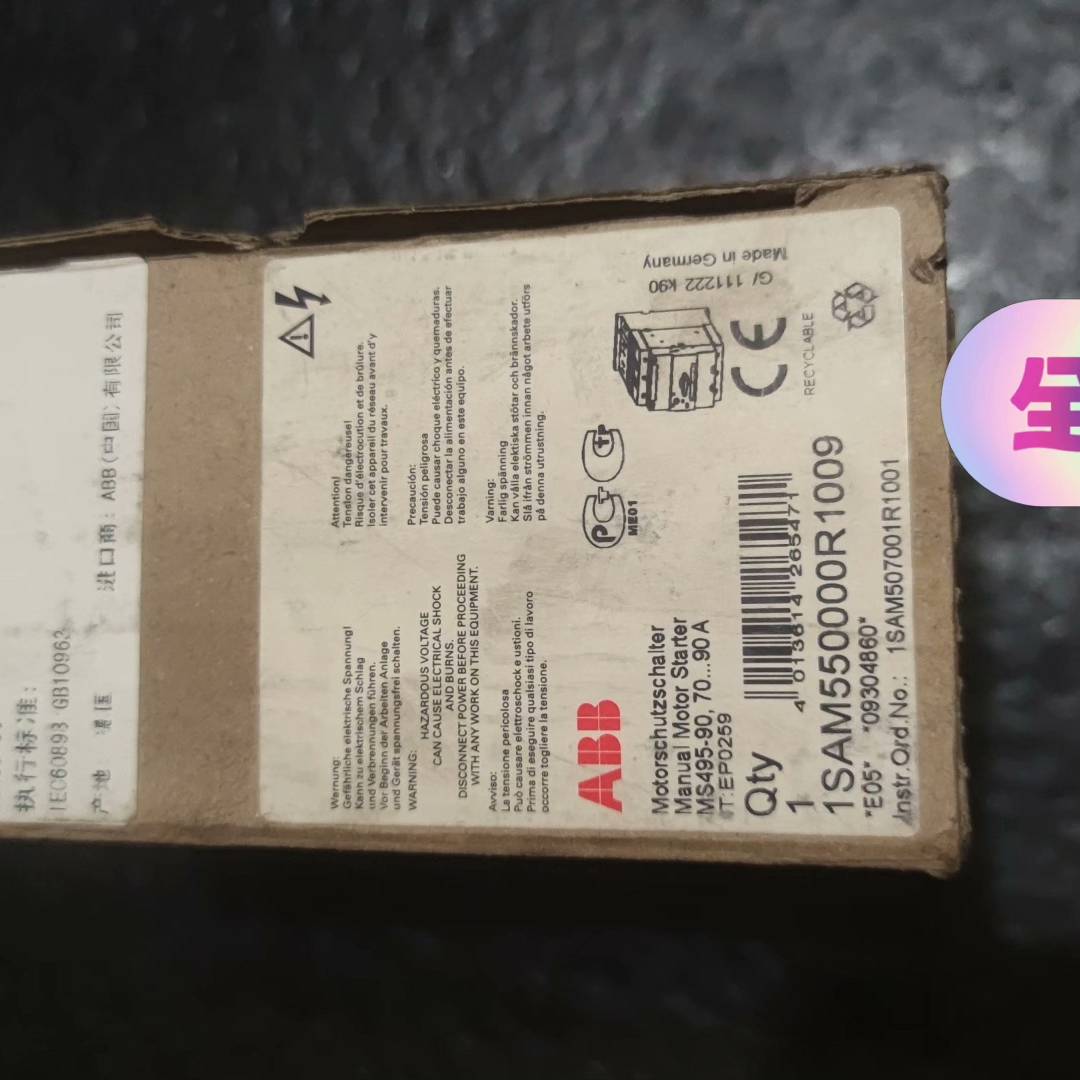 执行标准:
IEC60898 GB10963
产地 德国
进口商: ABB(中国)有限公司
Warnung:
Gefährliche elektrische Spannung!
Kann zu elektrischem Schlag
und Verbrennungen führen.
Vor Beginn der Arbeiten Anlage
und Gerät spannungsfrei schalten.
WARNING:
HAZARDOUS VOLTAGE
CAN CAUSE ELECTRICAL SHOCK
AND BURNS.
DISCONNECT POWER BEFORE PROCEEDING
WITH ANY WORK ON THIS EQUIPMENT.
Avviso:
La tensione pericolosa
Può causare elettroschock e ustioni.
Prima di eseguire qualsiasi tipo di lavoro
occorre togliere la tensione.
Attention!
Tension dangereuse!
Risque d'électrocution et de brûlure.
Isoler cet appareil du réseau avant d'y
intervenir pour travaux.
Precaución:
Tensión peligrosa
Puede causar choque eléctrico y quemaduras.
Desconectar la alimentación antes de efectuar
trabajo alguno en este equipo.
Varning:
Farlig spänning
Kan vålla elektiska stötar och brännskador.
Slå ifrån strömmen innan något arbete utförs
på denna utrustning.
ABB
PG
ME01
Motorschutzschalter
Manual Motor Starter
MS495-90, 70...90 A
T:EP0259
Qty
1
4 013614 265471
1SAM550000R1009
"E05" "09304860"
Instr.Ord.No.: 1SAM507001R1001
CE
RECYCLABLE
G/ 111222 k90
Made in Germany